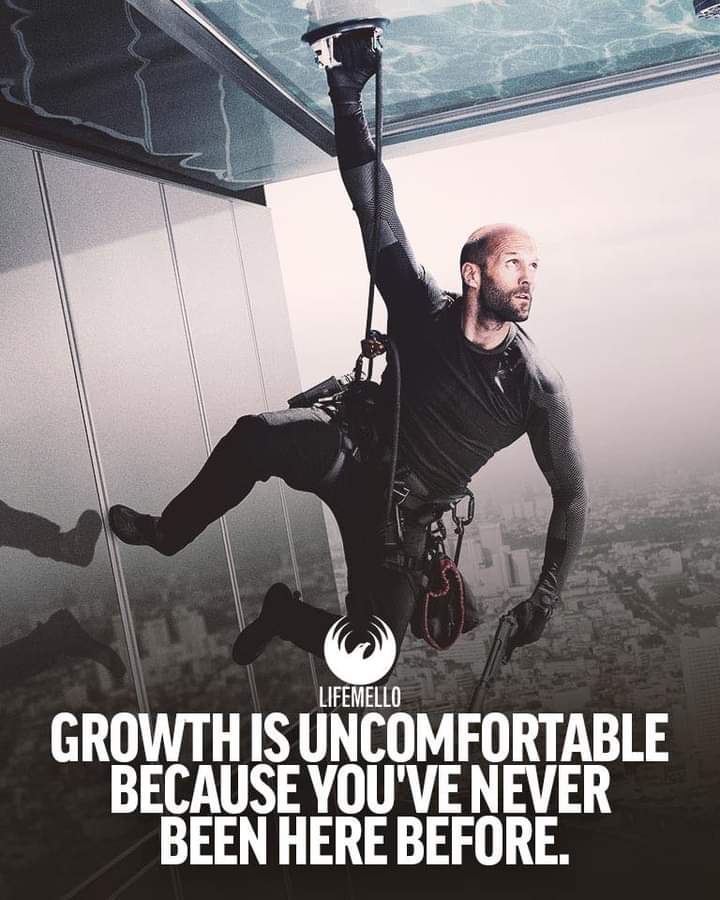 LIFEMELLO
GROWTH IS UNCOMFORTABLE
BECAUSE YOU'VE NEVER
BEEN HERE BEFORE.